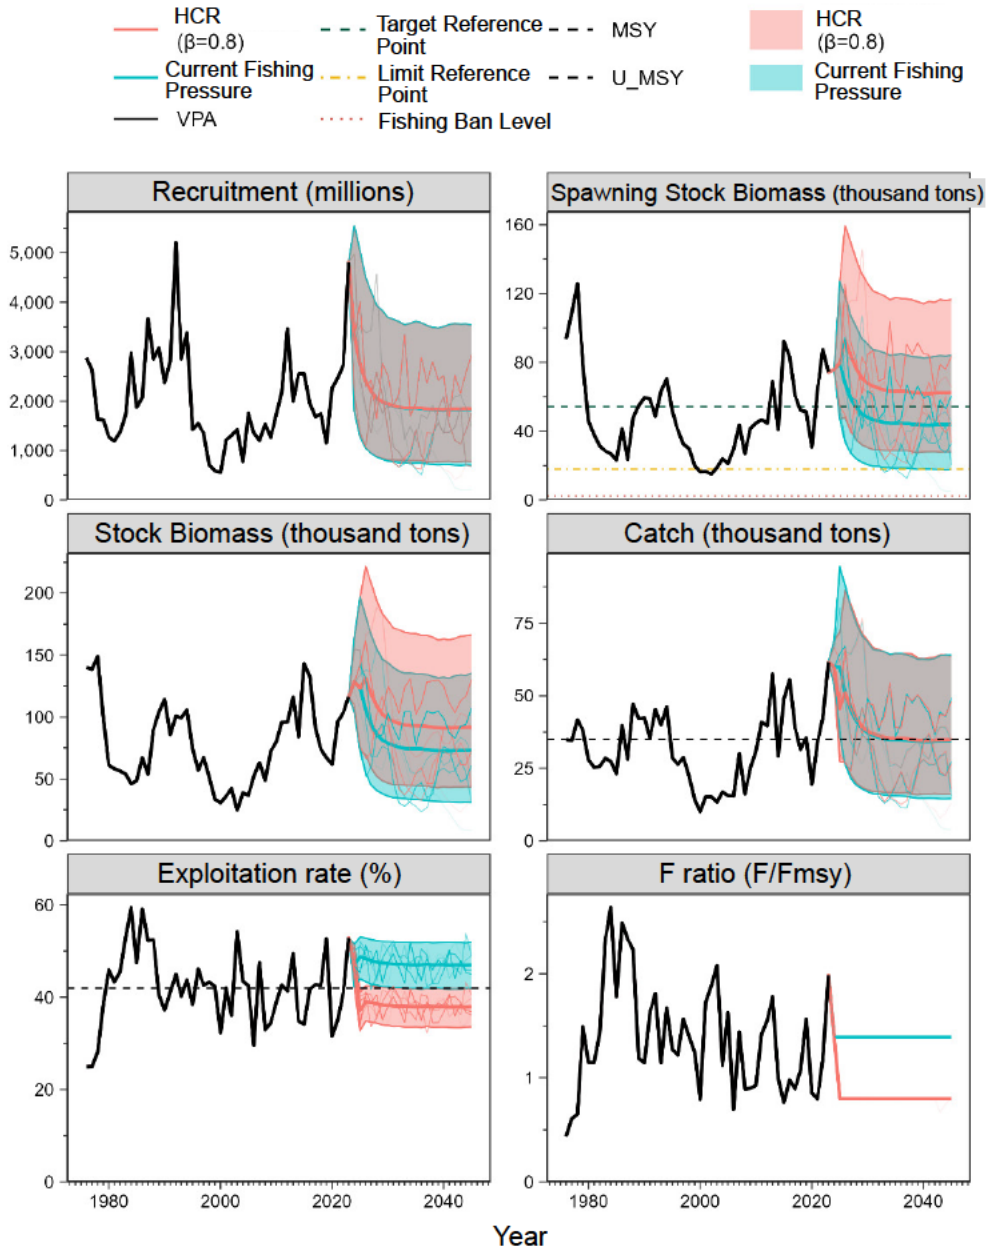 HCR
(β=0.8)
Target Reference
Point
MSY
HCR
(β=0.8)
Current Fishing
Pressure
Limit Reference
Point
U_MSY
Current Fishing
Pressure
VPA
Fishing Ban Level
Recruitment (millions)
Spawning Stock Biomass (thousand tons)
5,000
4,000
3,000
2,000
1,000
0
160
120
80
40
0
Stock Biomass (thousand tons)
Catch (thousand tons)
200
150
100
50
0
75
50
25
0
Exploitation rate (%)
F ratio (F/Fmsy)
60
40
20
0
2
1
0
1980 2000 2020 2040
1980 2000 2020 2040
Year